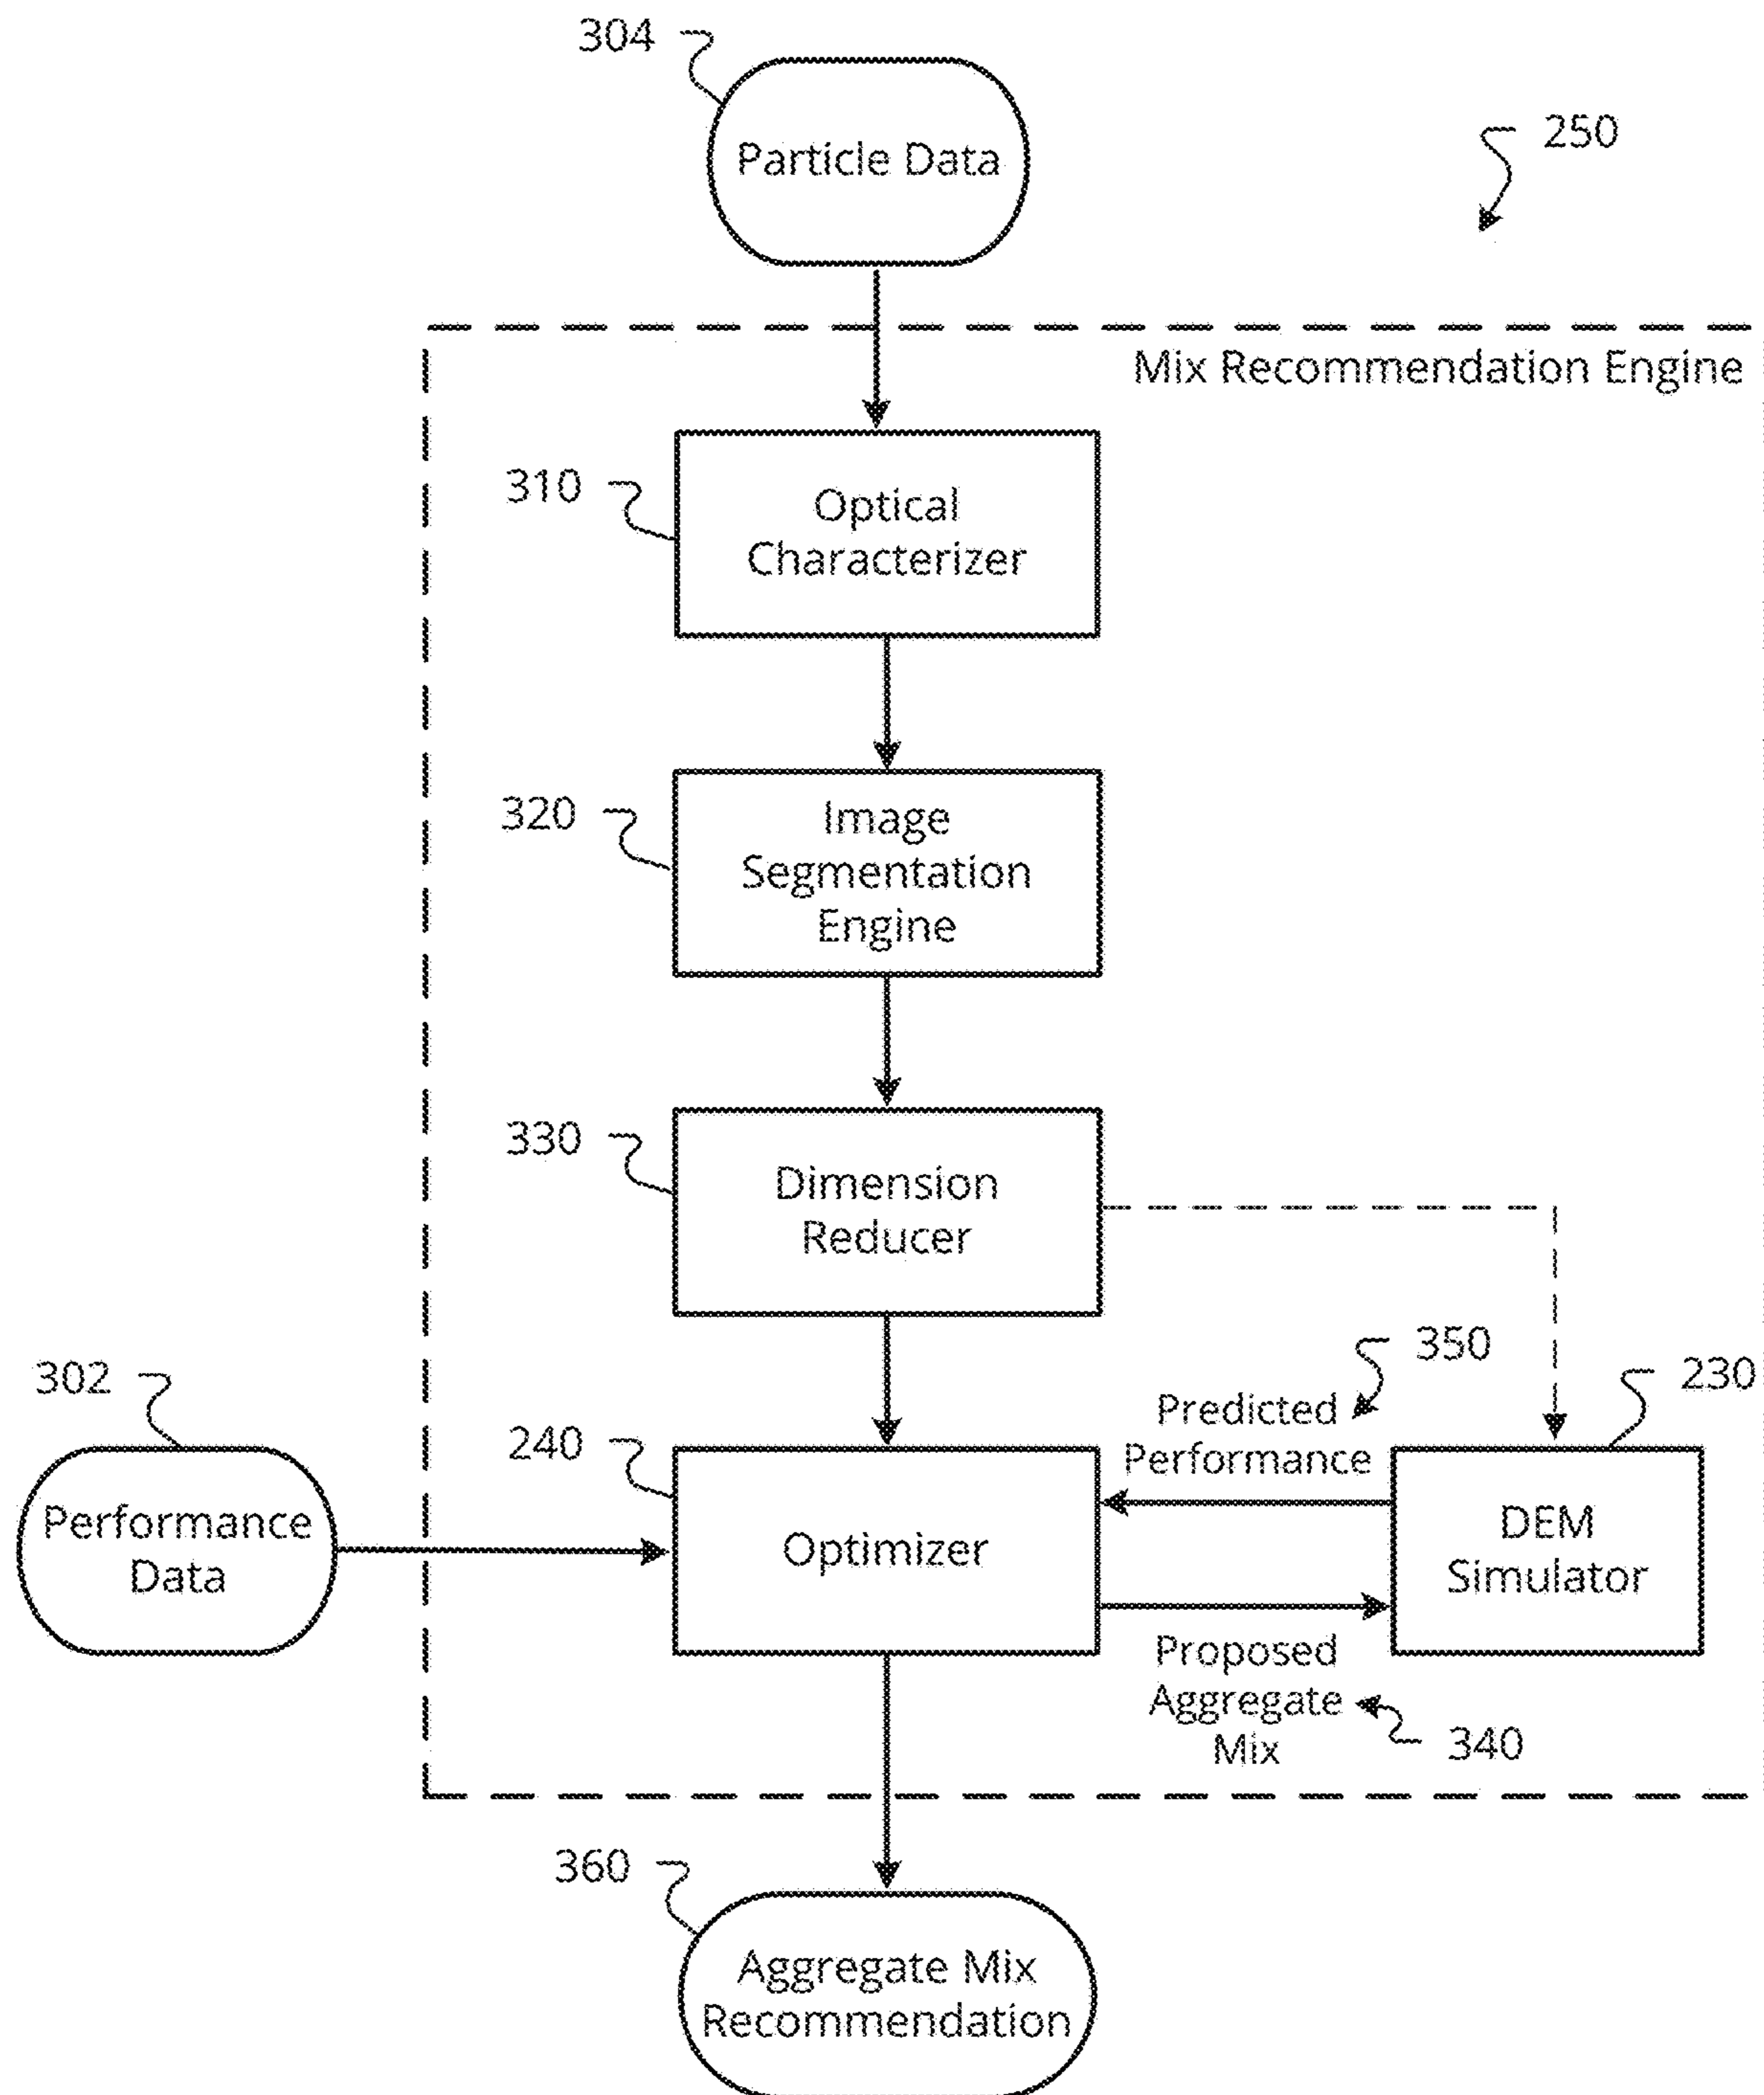 304
Particle Data
250
Mix Recommendation Engine
310
Optical
Characterizer
320
Image
Segmentation
Engine
330
Dimension
Reducer
302
Performance
Data
240
Optimizer
350
Predicted
Performance
230
DEM
Simulator
Proposed
Aggregate
Mix
340
360
Aggregate Mix
Recommendation